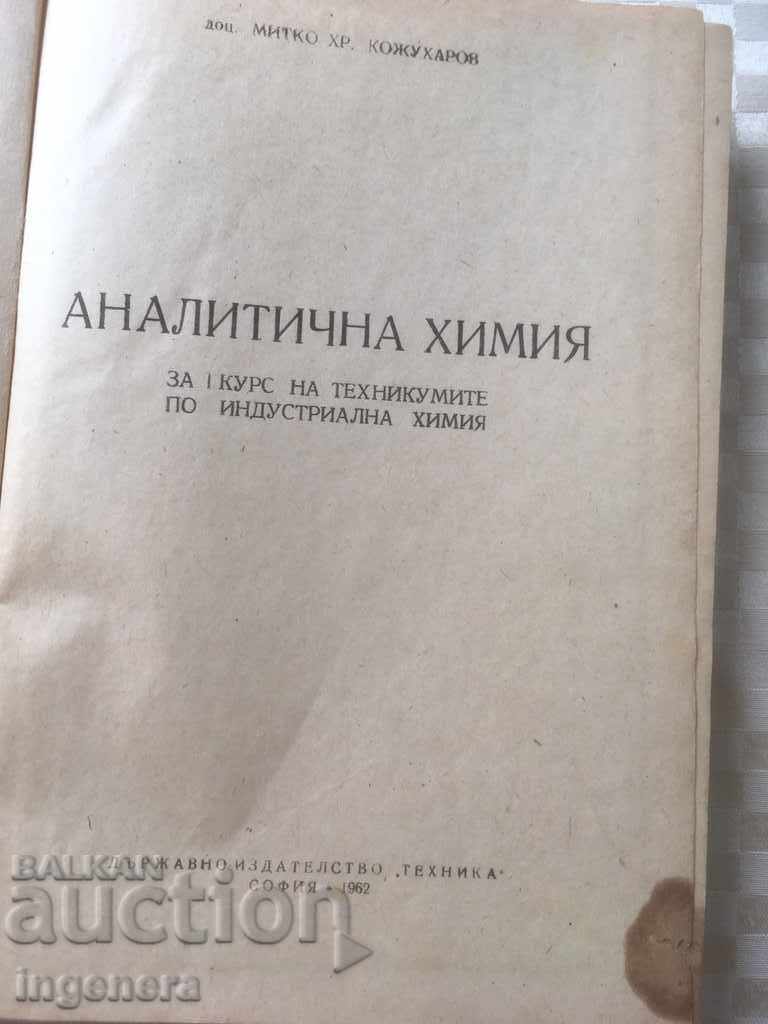 доц. МИТКО ХР. КОЖУХАРОВ
АНАЛИТИЧНА ХИМИЯ
ЗА I КУРС НА ТЕХНИКУМИТЕ
ПО ИНДУСТРИАЛНА ХИМИЯ
ДЪРЖАВНО ИЗДАТЕЛСТВО „ТЕХНИКА“
СОФИЯ • 1962
BALKAN
auction
ingenera